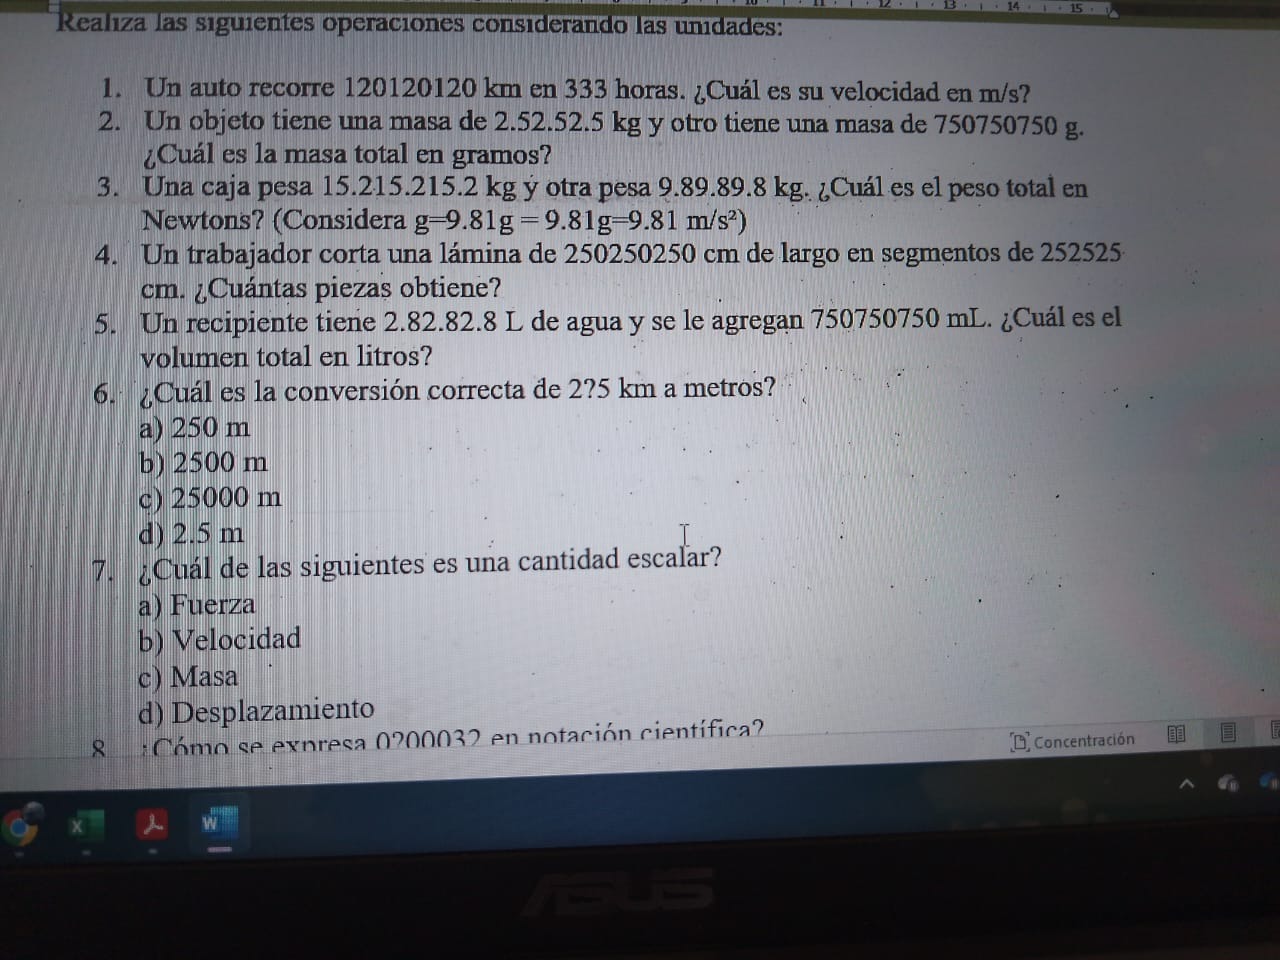 Realiza las siguientes operaciones considerando las unidades:
1. Un auto recorre 120120120 km en 333 horas. ¿Cuál es su velocidad en m/s?
2. Un objeto tiene una masa de 2.52.52.5 kg y otro tiene una masa de 750750750 g.
¿Cuál es la masa total en gramos?
3. Una caja pesa 15.215.215.2 kg y otra pesa 9.89.89.8 kg. ¿Cuál es el peso total en
Newtons? (Considera g=9.81g = 9.81g=9.81 m/s²)
4. Un trabajador corta una lámina de 250250250 cm de largo en segmentos de 252525
cm. ¿Cuántas piezas obtiene?
5. Un recipiente tiene 2.82.82.8 L de agua y se le agregan 750750750 mL. ¿Cuál es el
volumen total en litros?
6. ¿Cuál es la conversión correcta de 2?5 km a metros?
a) 250 m
b) 2500 m
c) 25000 m
d) 2.5 m
7. ¿Cuál de las siguientes es una cantidad escalar?
a) Fuerza
b) Velocidad
c) Masa
d) Desplazamiento
8. ¿Cómo se expresa 0?00032 en notación científica?
Concentración
ASUS